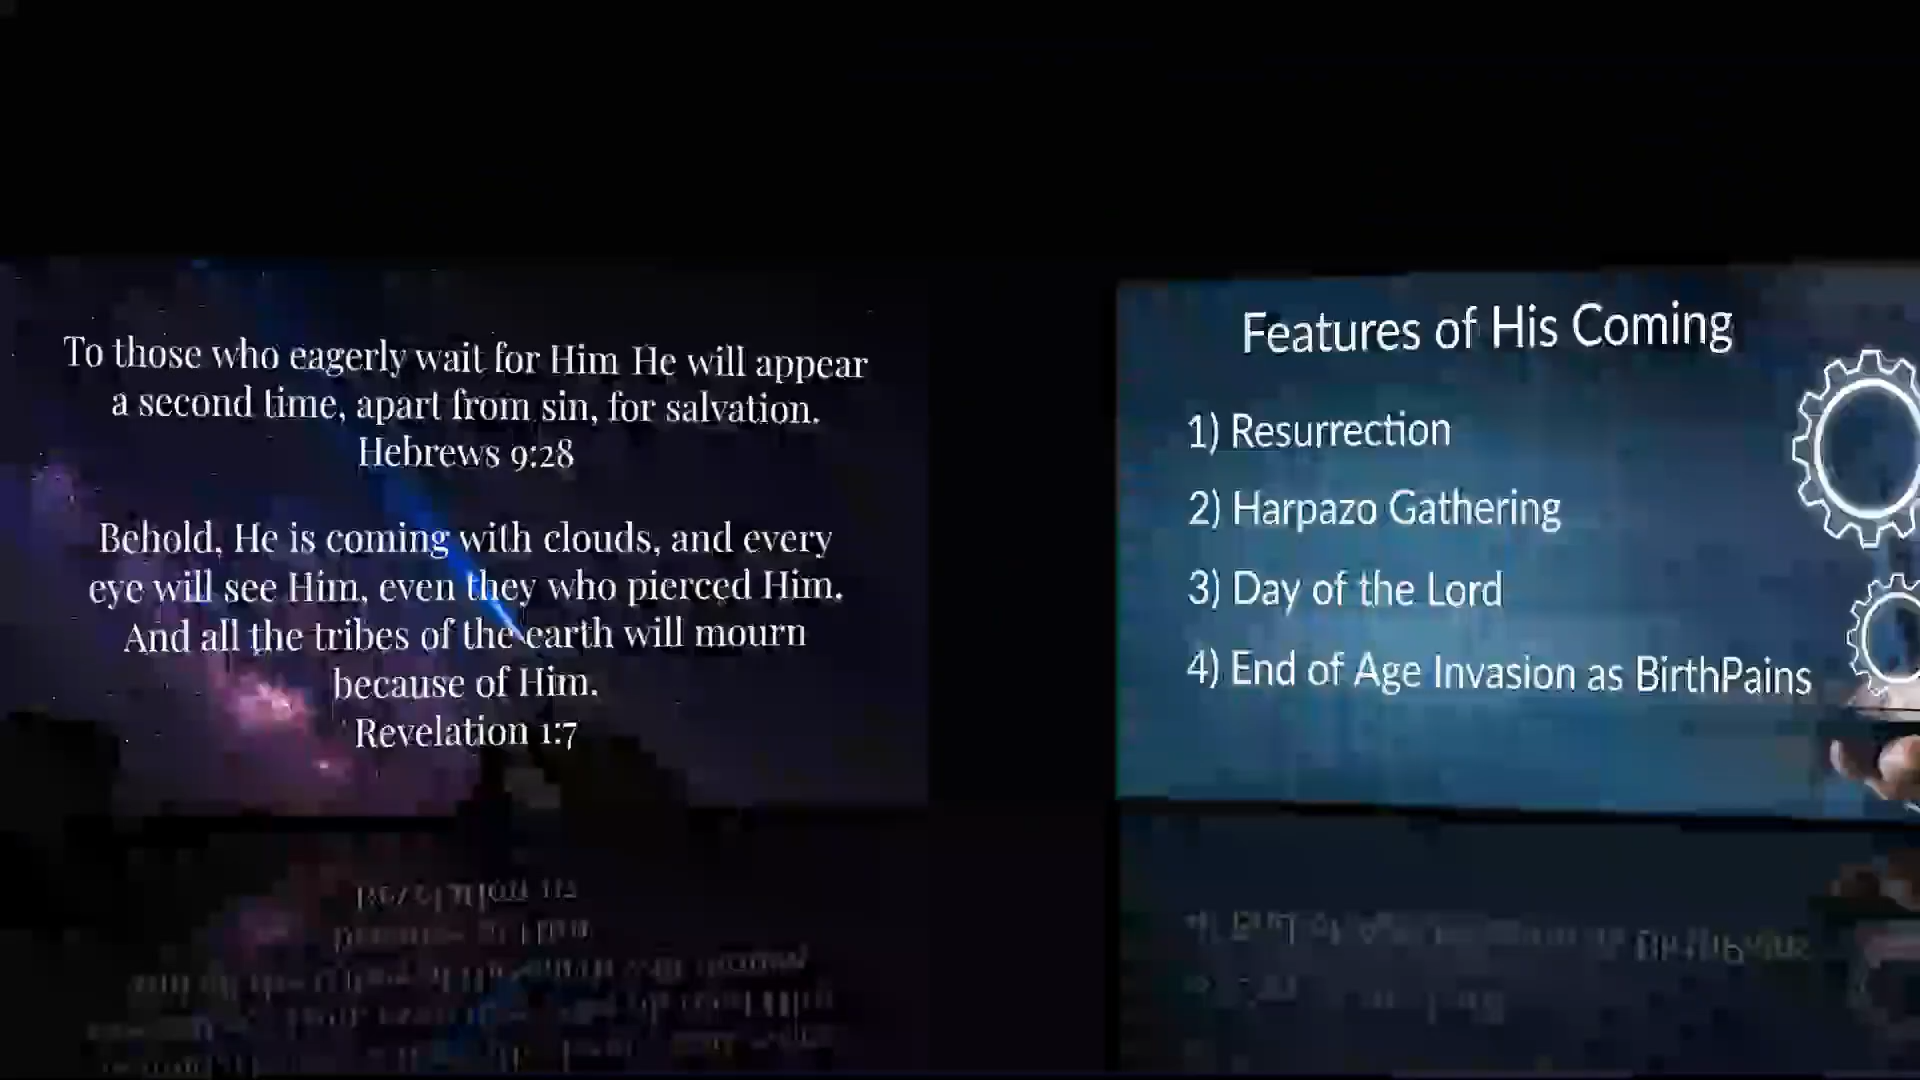 To those who eagerly wait for Him He will appear
a second time, apart from sin, for salvation.
Hebrews 9:28
Behold, He is coming with clouds, and every
eye will see Him, even they who pierced Him.
And all the tribes of the earth will mourn
because of Him.
Revelation 1:7
Features of His Coming
1) Resurrection
2) Harpazo Gathering
3) Day of the Lord
4) End of Age Invasion as BirthPains